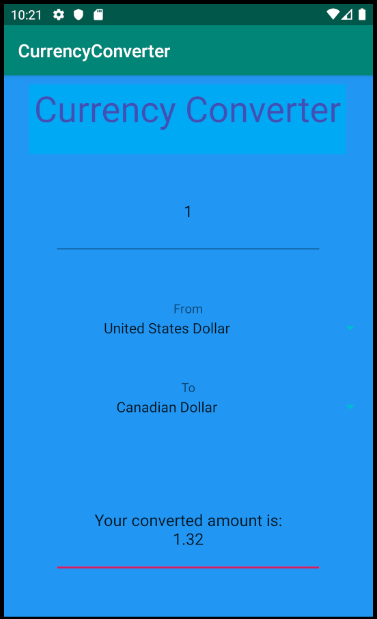 10:21
CurrencyConverter
Currency Converter
1
From
United States Dollar
To
Canadian Dollar
Your converted amount is:
1.32